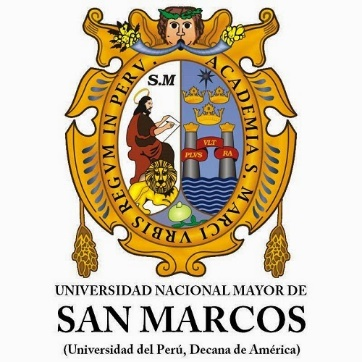 ACADEMIA S MARCI VRBIS REGVM IN PERV
S.M
PLVS VLT RA
UNIVERSIDAD NACIONAL MAYOR DE
SAN MARCOS
(Universidad del Perú, Decana de América)